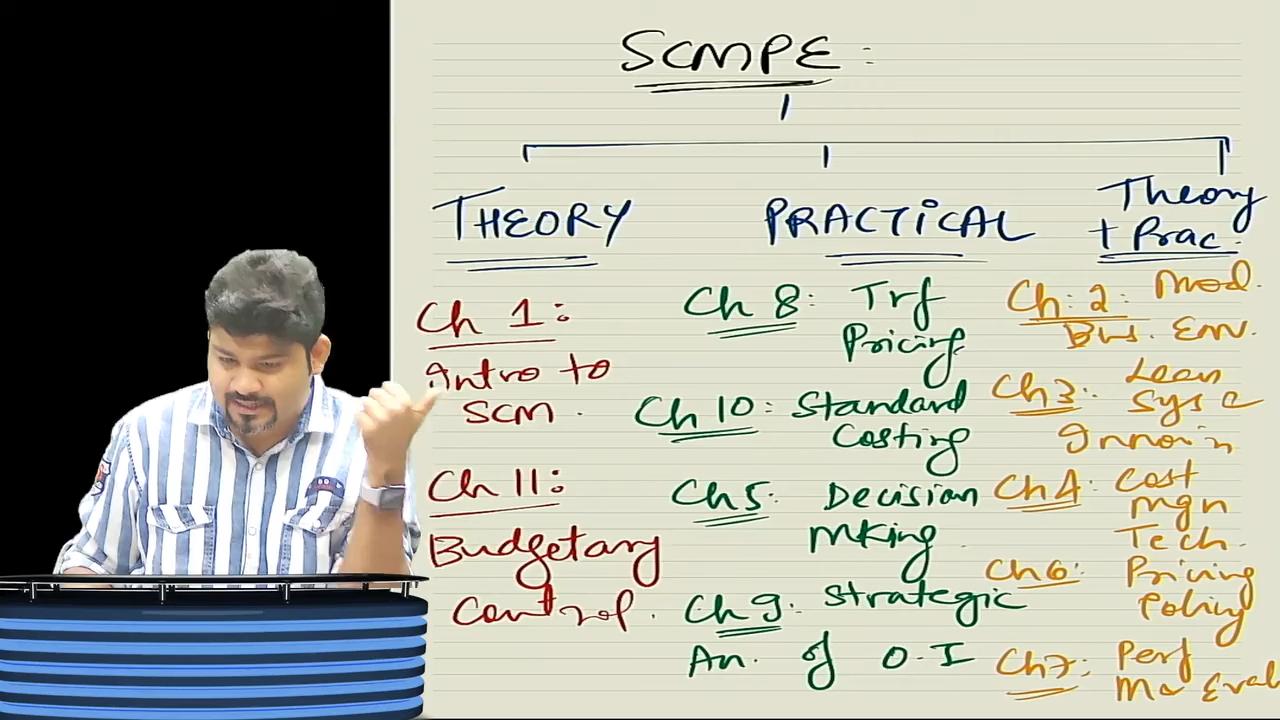 SCMPE:
THEORY
Ch 1:
Intro to
SCM.
Ch 11:
Budgetary
Control.
PRACTICAL
Ch 8: Trf
Pricing
Ch 10: Standard
Costing
Ch 5: Decision
Mking
Ch 9: Strategic
An. of O.I
Theory
+ Prac.
Ch: 2: Mod.
Bus. Env.
Ch 3: Lean
Sys &
Ch 4: Cost
Mgn
Tech.
Ch 6: Pricing
Policy
Ch 7: Perf
Eval